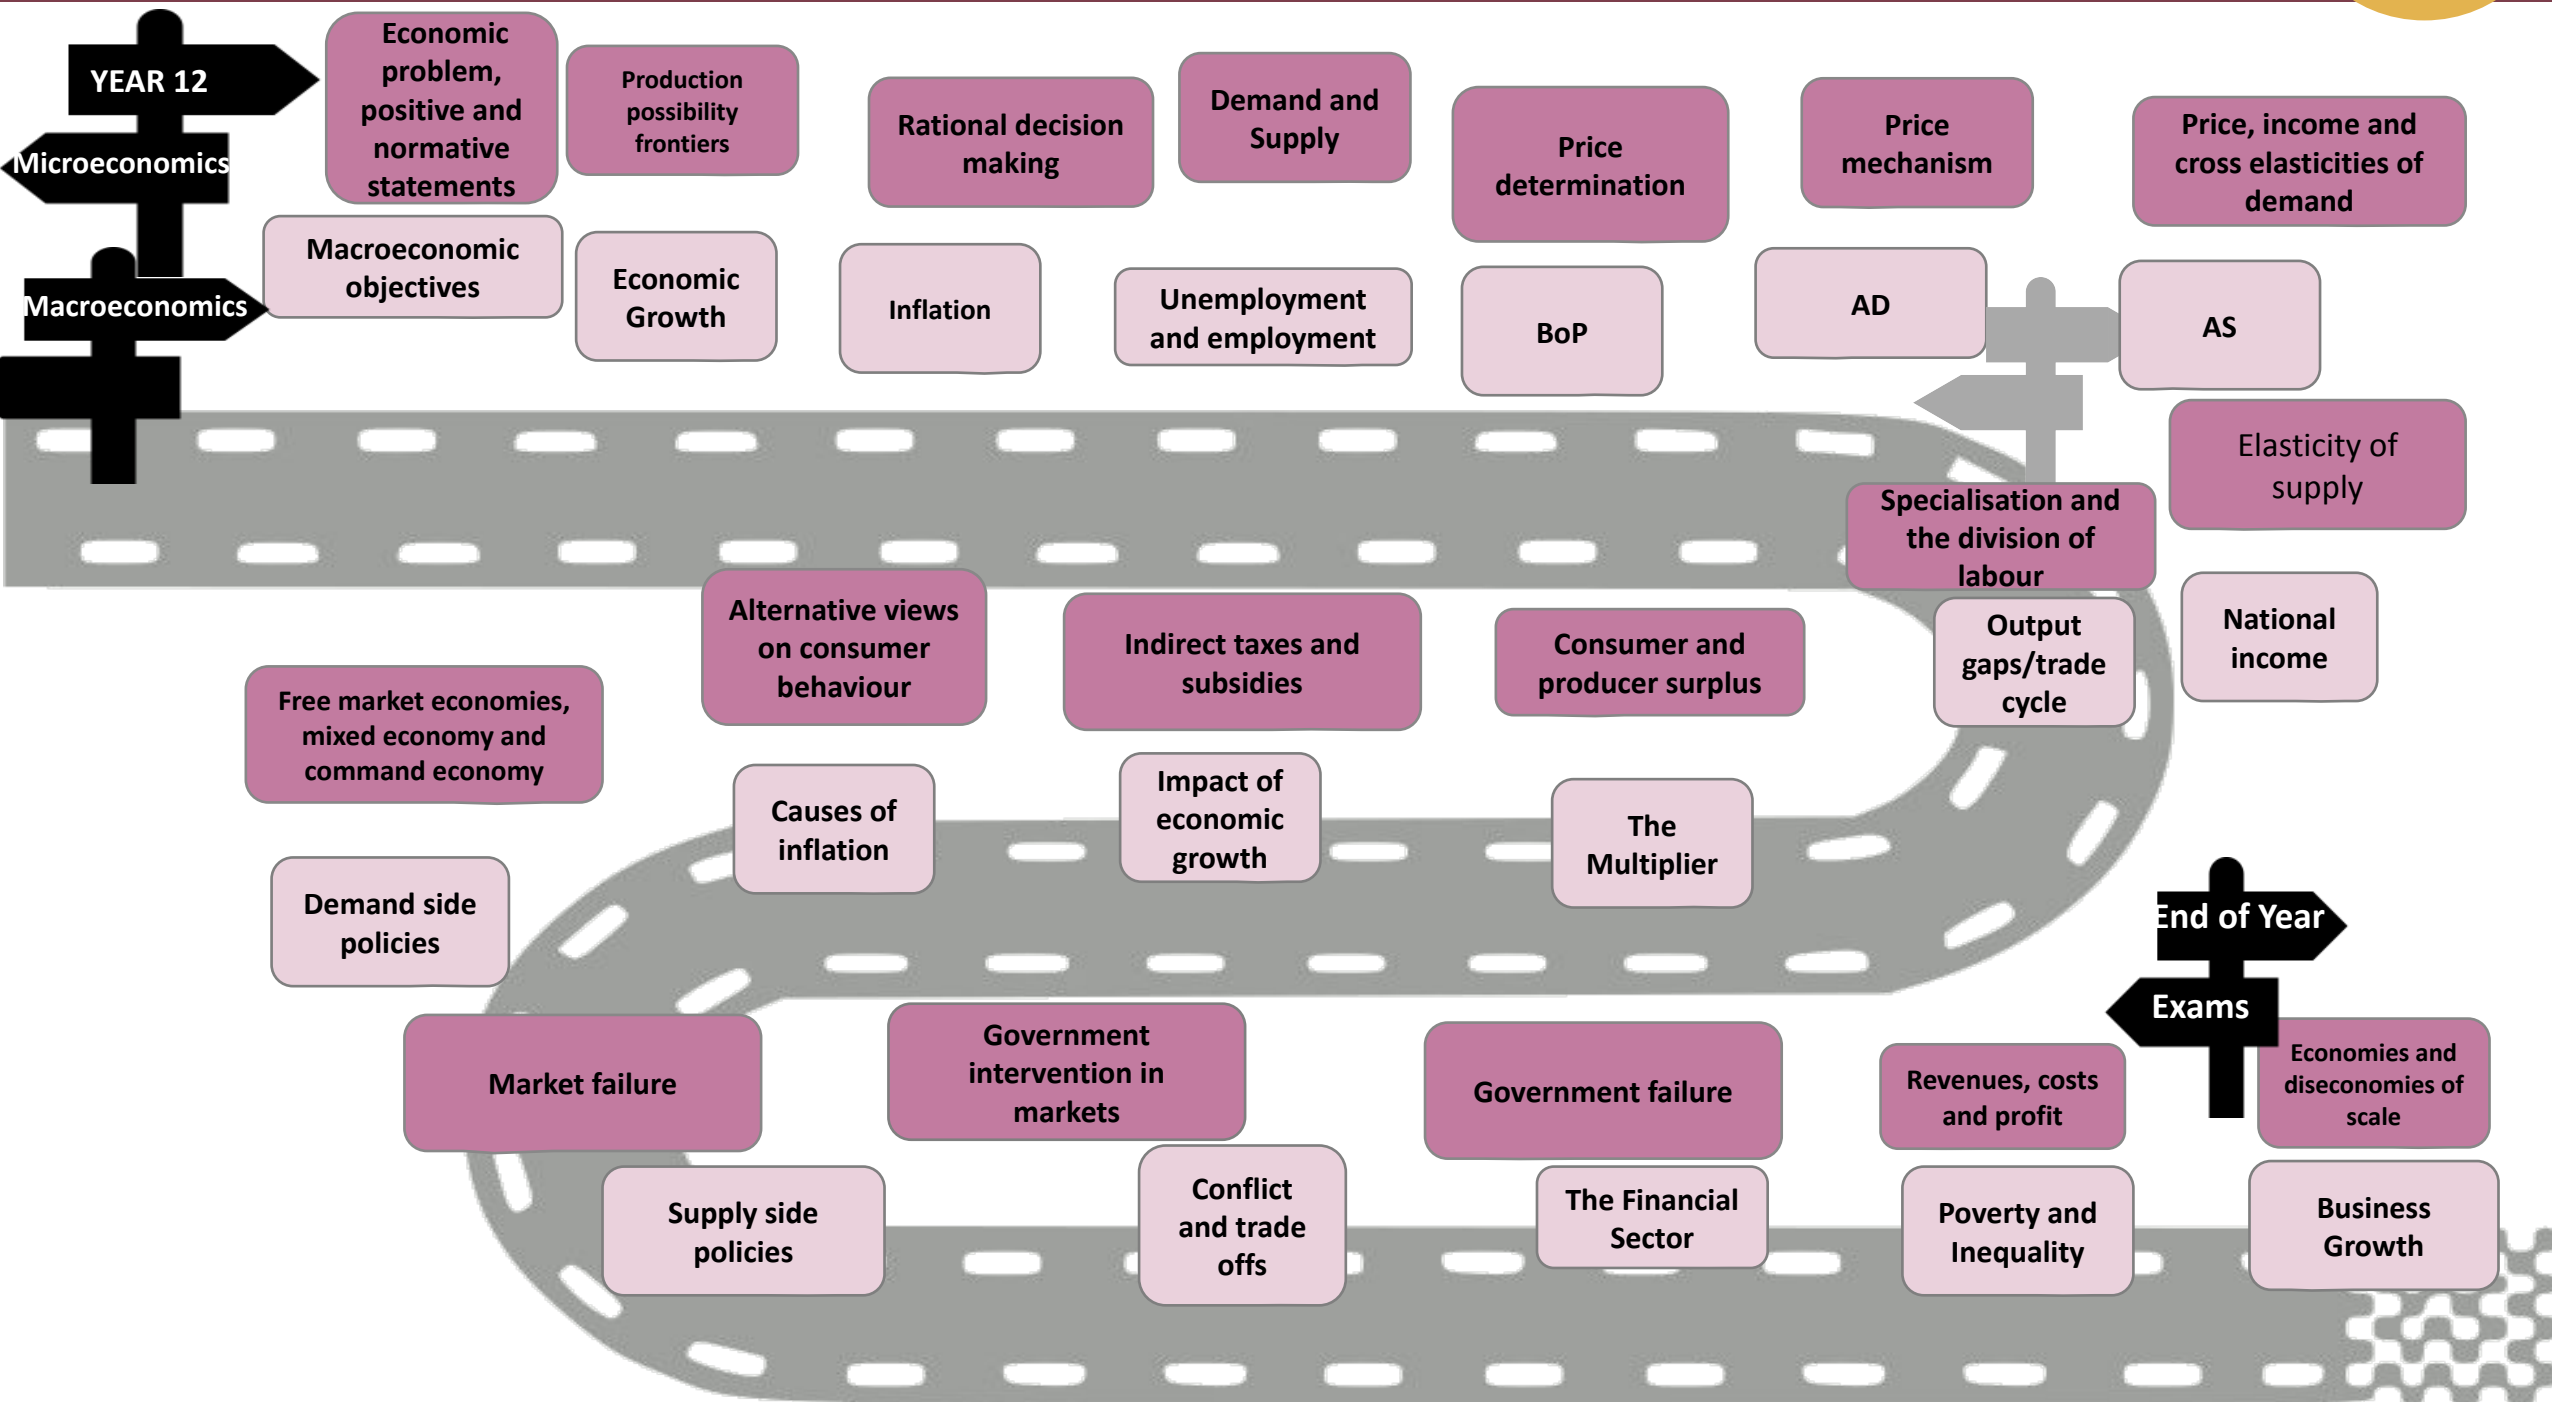 YEAR 12
Microeconomics
Macroeconomics
Economic
problem,
positive and
normative
statements
Production
possibility
frontiers
Rational decision
making
Demand and
Supply
Price
determination
Price
mechanism
Price, income and
cross elasticities of
demand
Macroeconomic
objectives
Economic
Growth
Inflation
Unemployment
and employment
BoP
AD
AS
Elasticity of
supply
Specialisation and
the division of
labour
National
income
Output
gaps/trade
cycle
Consumer and
producer surplus
Indirect taxes and
subsidies
Alternative views
on consumer
behaviour
Free market economies,
mixed economy and
command economy
The
Multiplier
Impact of
economic
growth
Causes of
inflation
Demand side
policies
Market failure
Government
intervention in
markets
Government failure
Revenues, costs
and profit
End of Year
Exams
Economies and
diseconomies of
scale
Supply side
policies
Conflict
and trade
offs
The Financial
Sector
Poverty and
Inequality
Business
Growth